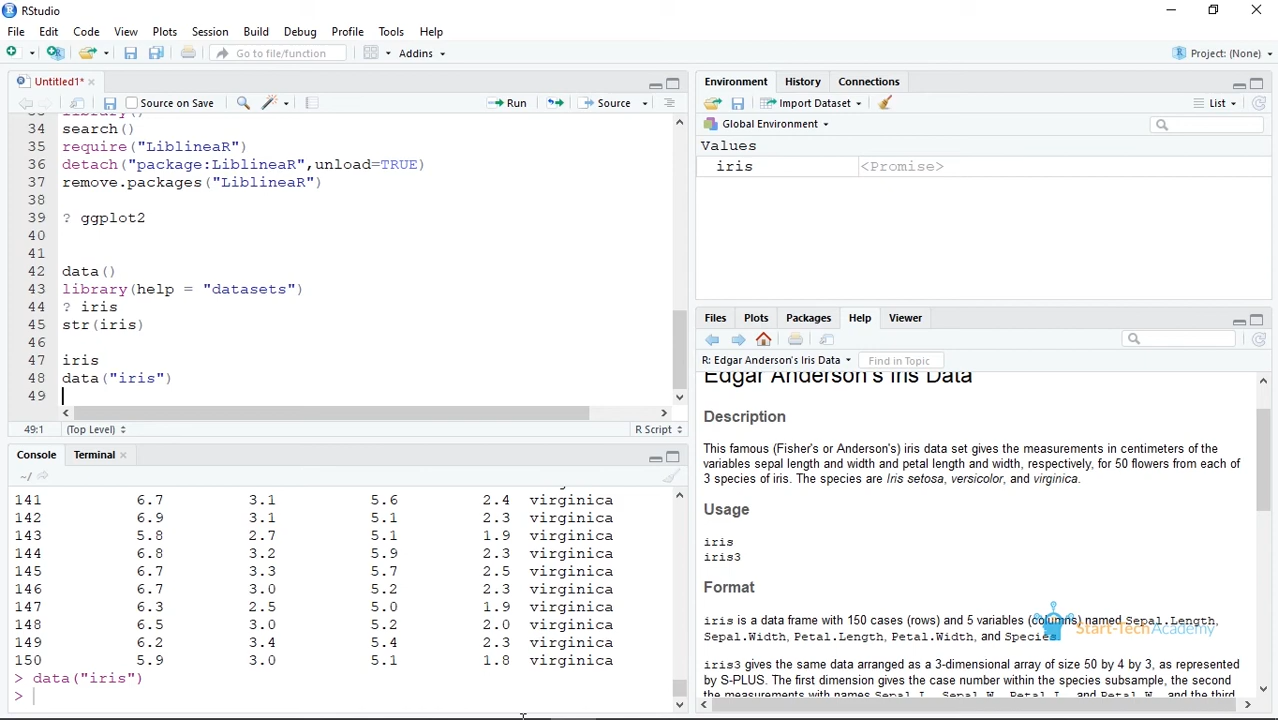 RStudio
File Edit Code View Plots Session Build Debug Profile Tools Help
Go to file/function Addins Project: (None)
Untitled1*
Source on Save Run Source
33 library()
34 search()
35 require("LiblineaR")
36 detach("package:LiblineaR",unload=TRUE)
37 remove.packages("LiblineaR")
38
39 ? ggplot2
40
41
42 data()
43 library(help = "datasets")
44 ? iris
45 str(iris)
46
47 iris
48 data("iris")
49
49:1 (Top Level) R Script
Console Terminal
~/
141 6.7 3.1 5.6 2.4 virginica
142 6.9 3.1 5.1 2.3 virginica
143 5.8 2.7 5.1 1.9 virginica
144 6.8 3.2 5.9 2.3 virginica
145 6.7 3.3 5.7 2.5 virginica
146 6.7 3.0 5.2 2.3 virginica
147 6.3 2.5 5.0 1.9 virginica
148 6.5 3.0 5.2 2.0 virginica
149 6.2 3.4 5.4 2.3 virginica
150 5.9 3.0 5.1 1.8 virginica
> data("iris")
>
Environment History Connections
Import Dataset List
Global Environment
Values
iris <Promise>
Files Plots Packages Help Viewer
R: Edgar Anderson's Iris Data Find in Topic
Edgar Anderson's Iris Data
Description
This famous (Fisher's or Anderson's) iris data set gives the measurements in centimeters of the
variables sepal length and width and petal length and width, respectively, for 50 flowers from each of
3 species of iris. The species are Iris setosa, versicolor, and virginica.
Usage
iris
iris3
Format
iris is a data frame with 150 cases (rows) and 5 variables (columns) named Sepal.Length,
Sepal.Width, Petal.Length, Petal.Width, and Species.
Start-Tech Academy
iris3 gives the same data arranged as a 3-dimensional array of size 50 by 4 by 3, as represented
by S-PLUS. The first dimension gives the case number within the species subsample, the second
the measurements with names Sepal L., Sepal W., Petal L., and Petal W., and the third